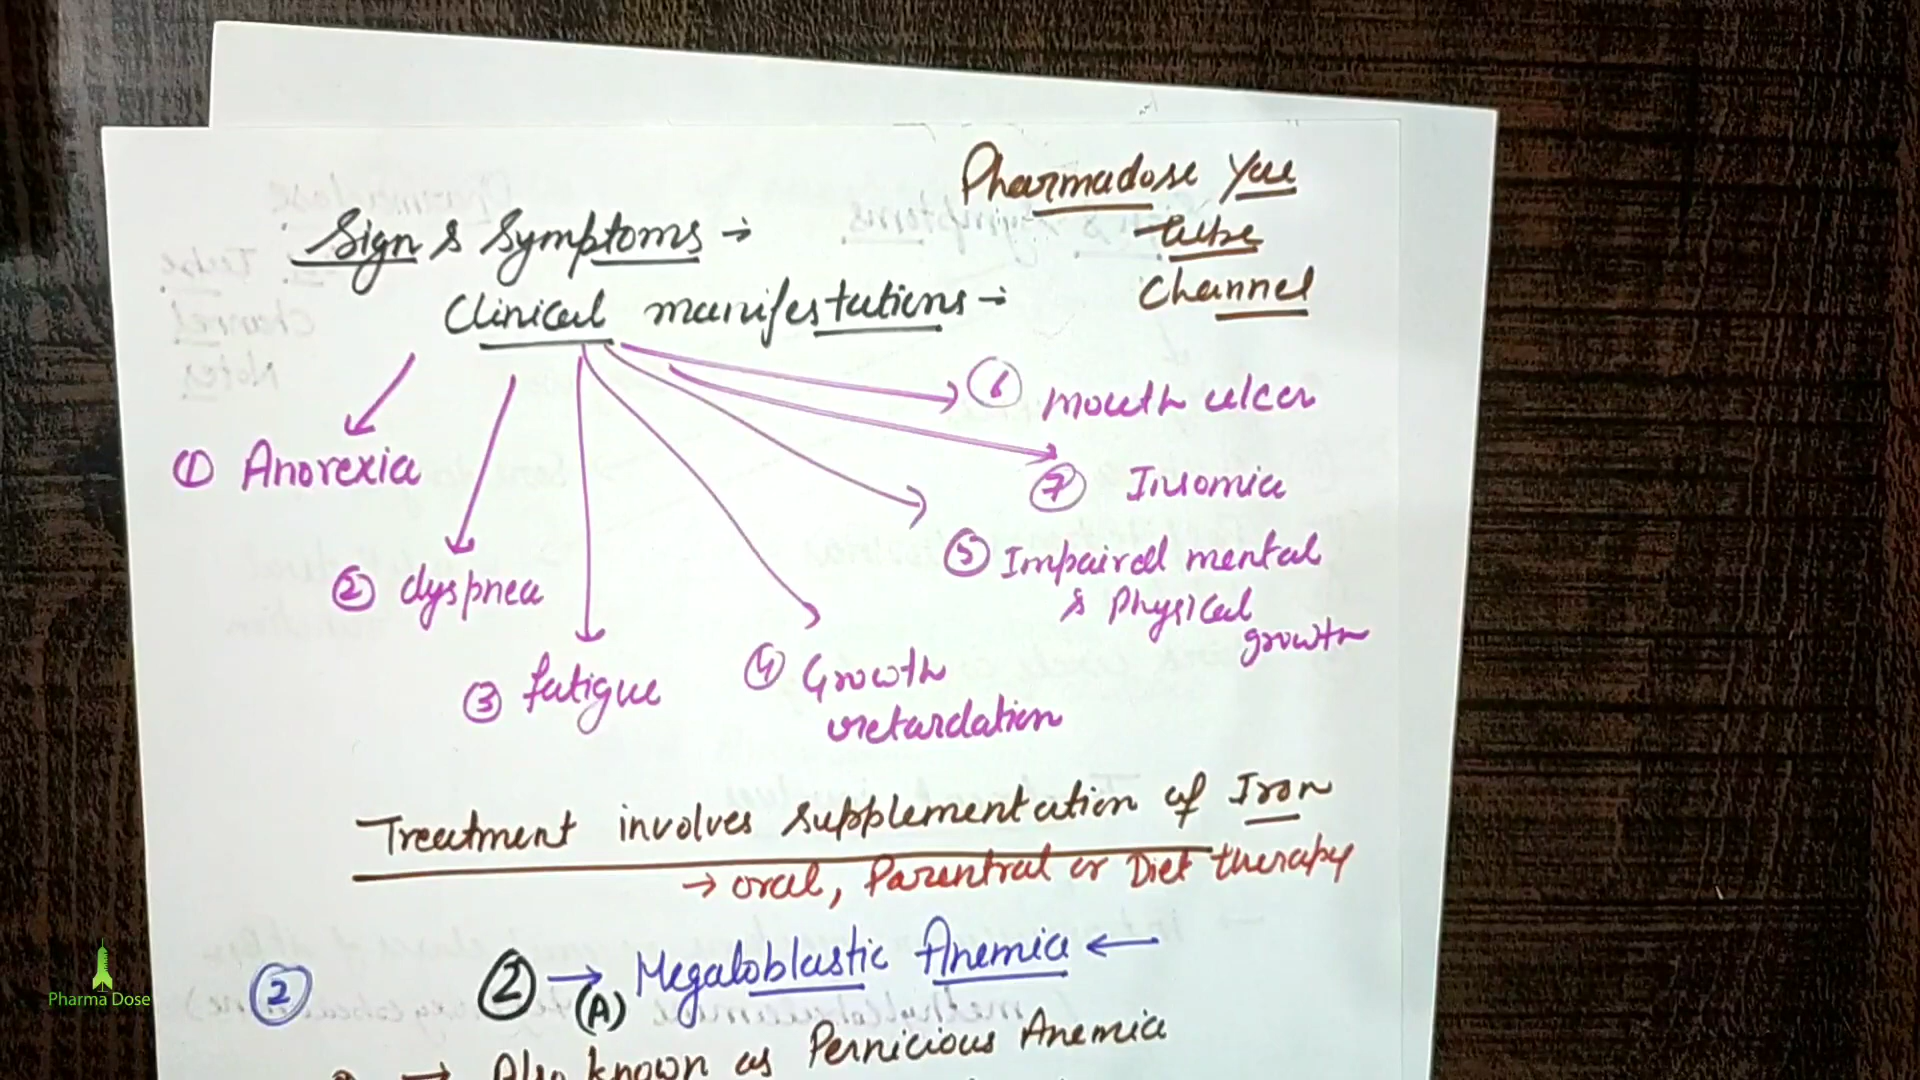 Pharmadose You
tube
Channel
Sign & Symptoms →
Clinical manifestations →
① Anorexia
② dyspnea
③ fatigue
④ Growth
retardation
⑤ Impaired mental
& Physical
growth
⑥ mouth ulcer
⑦ Insomia
Treatment involves supplementation of Iron
→ oral, Parentral or Diet therapy
② ② → Megaloblastic Anemia ←
(A)
→ Also known as Pernicious Anemia
Pharma Dose